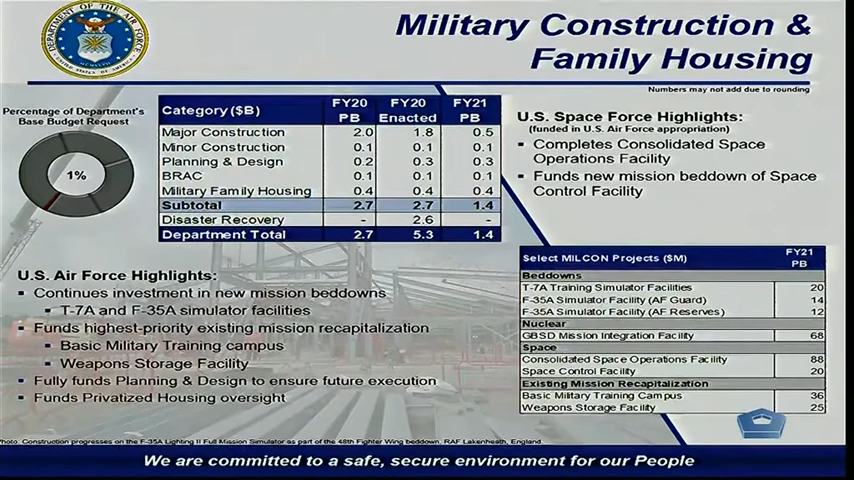 Military Construction &
Family Housing
Numbers may not add due to rounding
Percentage of Department's
Base Budget Request
1%
Category ($B) FY20 PB FY20 Enacted FY21 PB
Major Construction 2.0 1.8 0.5
Minor Construction 0.1 0.1 0.1
Planning & Design 0.2 0.3 0.3
BRAC 0.1 0.1 0.1
Military Family Housing 0.4 0.4 0.4
Subtotal 2.7 2.7 1.4
Disaster Recovery - 2.6 -
Department Total 2.7 5.3 1.4
U.S. Space Force Highlights:
(funded in U.S. Air Force appropriation)
Completes Consolidated Space
Operations Facility
Funds new mission beddown of Space
Control Facility
U.S. Air Force Highlights:
Continues investment in new mission beddowns
T-7A and F-35A simulator facilities
Funds highest-priority existing mission recapitalization
Basic Military Training campus
Weapons Storage Facility
Fully funds Planning & Design to ensure future execution
Funds Privatized Housing oversight
Select MILCON Projects ($M) FY21 PB
Beddowns
T-7A Training Simulator Facilities 20
F-35A Simulator Facility (AF Guard) 14
F-35A Simulator Facility (AF Reserves) 12
Nuclear
GBSD Mission Integration Facility 68
Space
Consolidated Space Operations Facility 88
Space Control Facility 20
Existing Mission Recapitalization
Basic Military Training Campus 36
Weapons Storage Facility 25
Photo: Construction progresses on the F-35A Lighting II Full Mission Simulator as part of the 48th Fighter Wing beddown, RAF Lakenheath, England.
We are committed to a safe, secure environment for our People